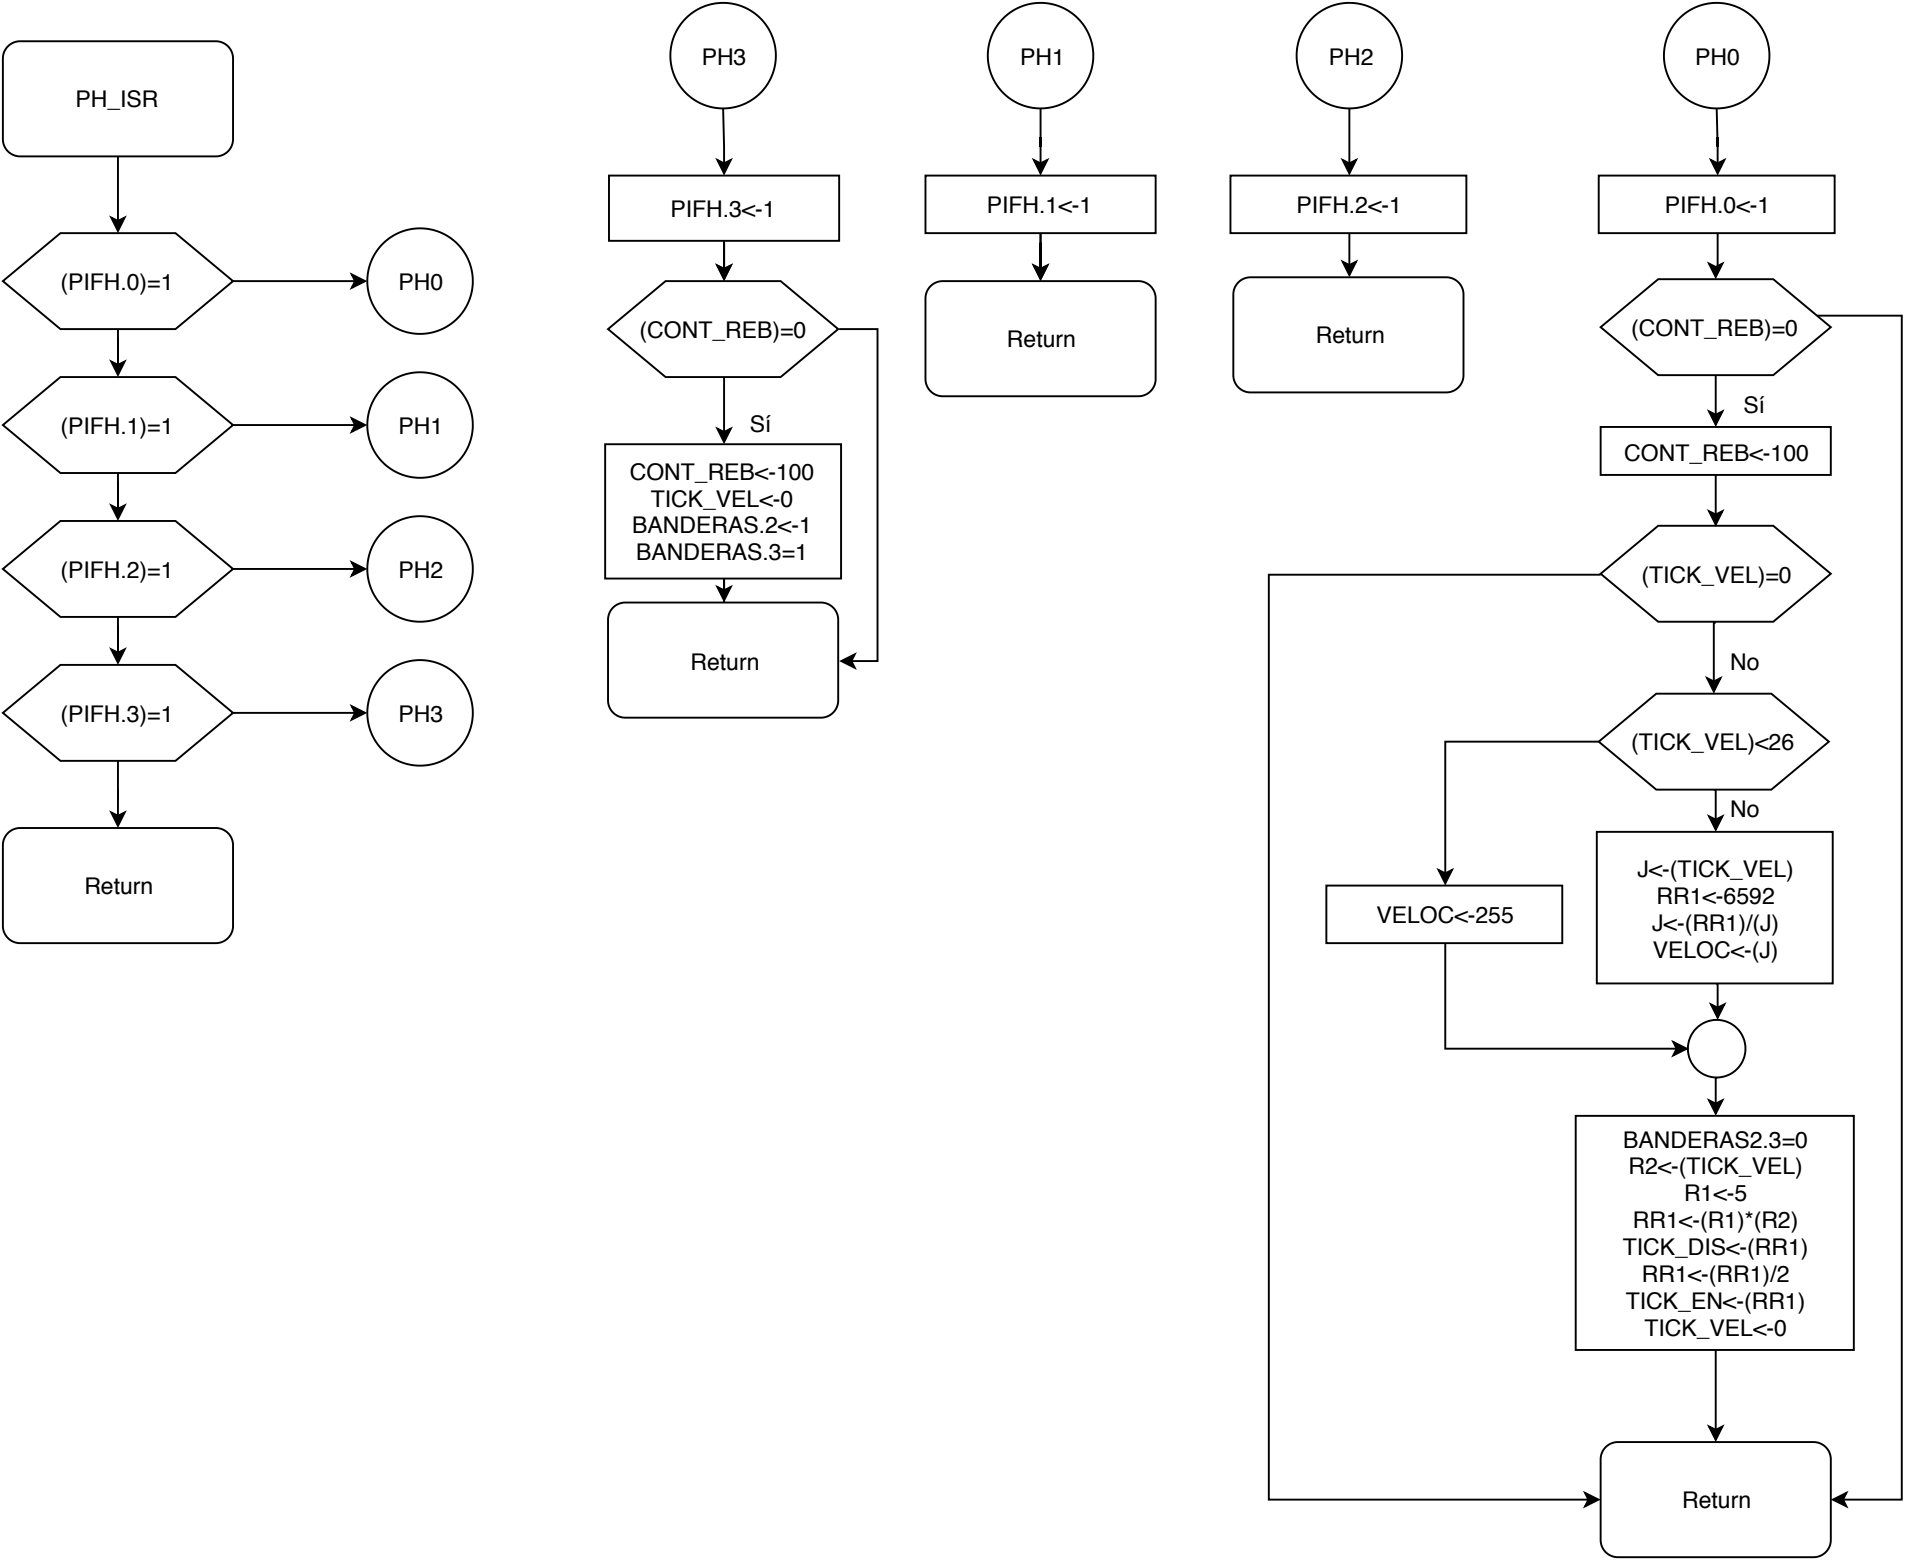 PH_ISR
(PIFH.0)=1
PH0
(PIFH.1)=1
PH1
(PIFH.2)=1
PH2
(PIFH.3)=1
PH3
Return
PH3
PIFH.3<-1
(CONT_REB)=0
Sí
CONT_REB<-100
TICK_VEL<-0
BANDERAS.2<-1
BANDERAS.3=1
Return
PH1
PIFH.1<-1
Return
PH2
PIFH.2<-1
Return
PH0
PIFH.0<-1
(CONT_REB)=0
Sí
CONT_REB<-100
(TICK_VEL)=0
No
(TICK_VEL)<26
No
VELOC<-255
J<-(TICK_VEL)
RR1<-6592
J<-(RR1)/(J)
VELOC<-(J)
BANDERAS2.3=0
R2<-(TICK_VEL)
R1<-5
RR1<-(R1)*(R2)
TICK_DIS<-(RR1)
RR1<-(RR1)/2
TICK_EN<-(RR1)
TICK_VEL<-0
Return